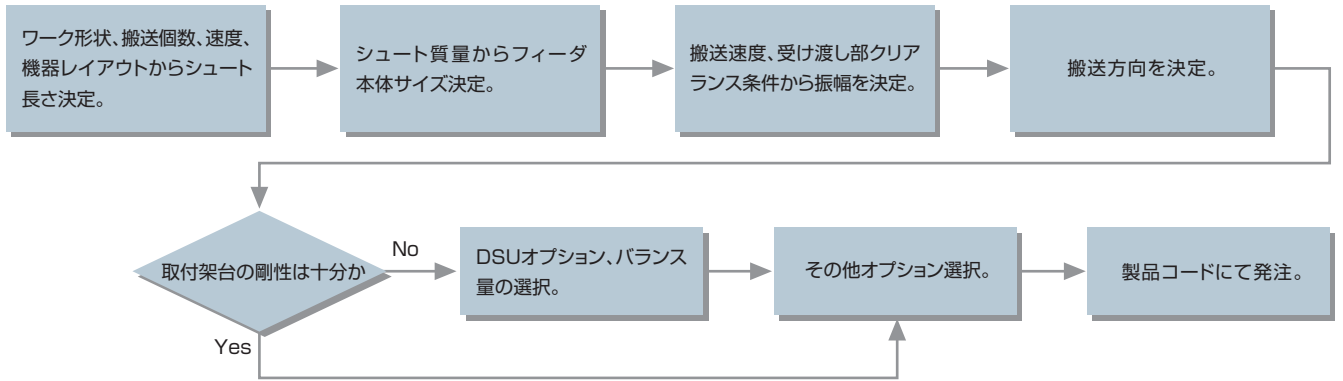 ワーク形状、搬送個数、速度、
機器レイアウトからシュート
長さ決定。
シュート質量からフィーダ
本体サイズ決定。
搬送速度、受け渡し部クリア
ランス条件から振幅を決定。
搬送方向を決定。
取付架台の剛性は十分か
No
DSUオプション、バランス
量の選択。
その他オプション選択。
製品コードにて発注。
Yes